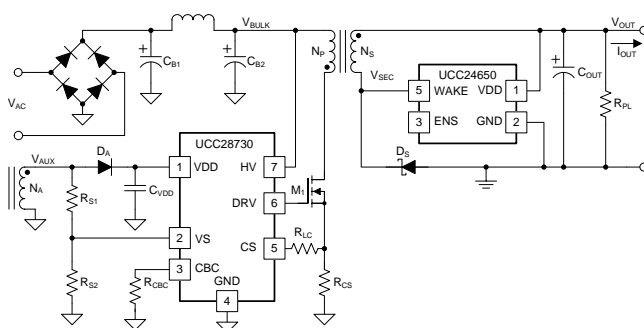 V_BULK
V_OUT
I_OUT
C_B1
C_B2
N_P
N_S
V_SEC
UCC24650
5 WAKE VDD 1
3 ENS GND 2
C_OUT
R_PL
V_AC
D_S
UCC28730
V_AUX
D_A
1 VDD HV 7
N_A
R_S1
C_VDD
M_1
DRV 6
2 VS CS 5
R_LC
3 CBC
R_S2
R_CBC
GND
4
R_CS